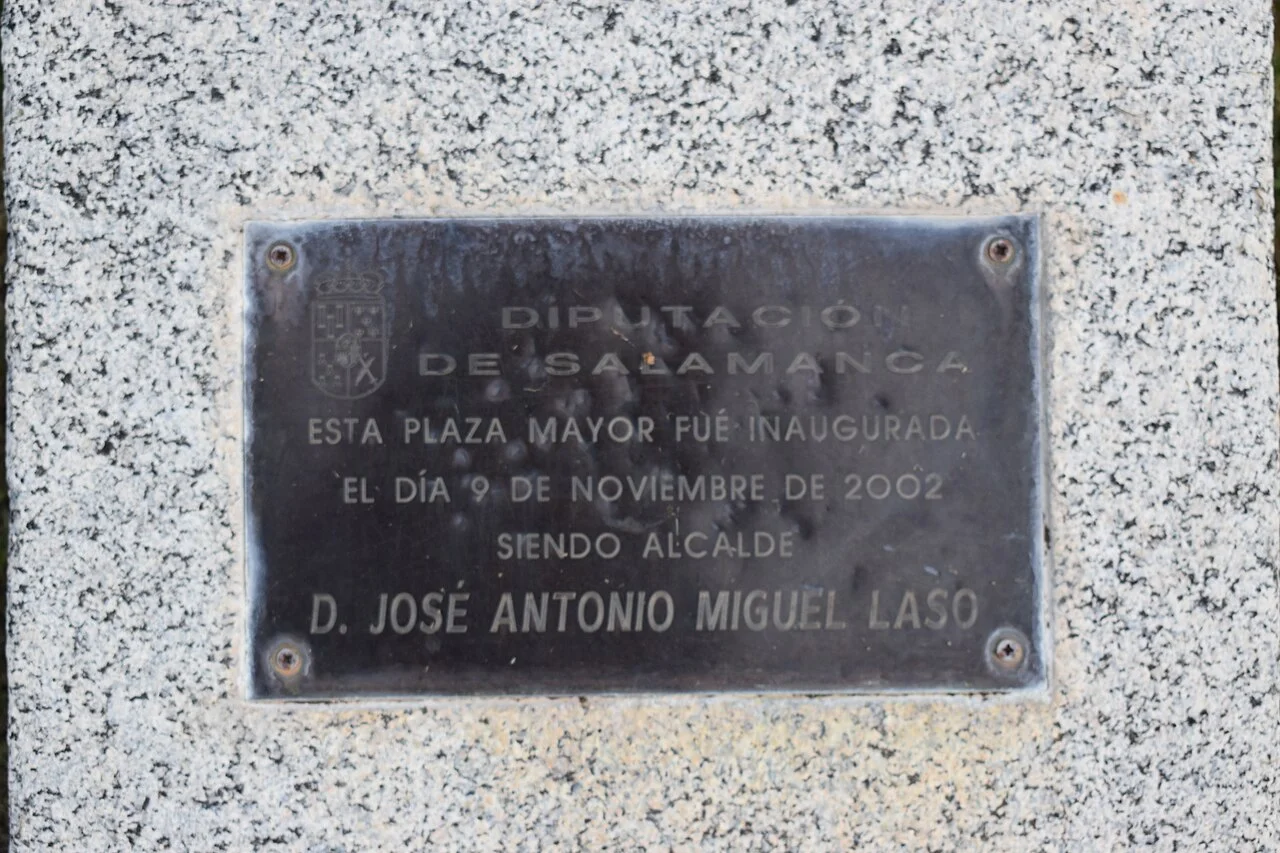 DIPUTACIÓN
DE SALAMANCA
ESTA PLAZA MAYOR FUÉ INAUGURADA
EL DÍA 9 DE NOVIEMBRE DE 2002
SIENDO ALCALDE
D. JOSÉ ANTONIO MIGUEL LASO